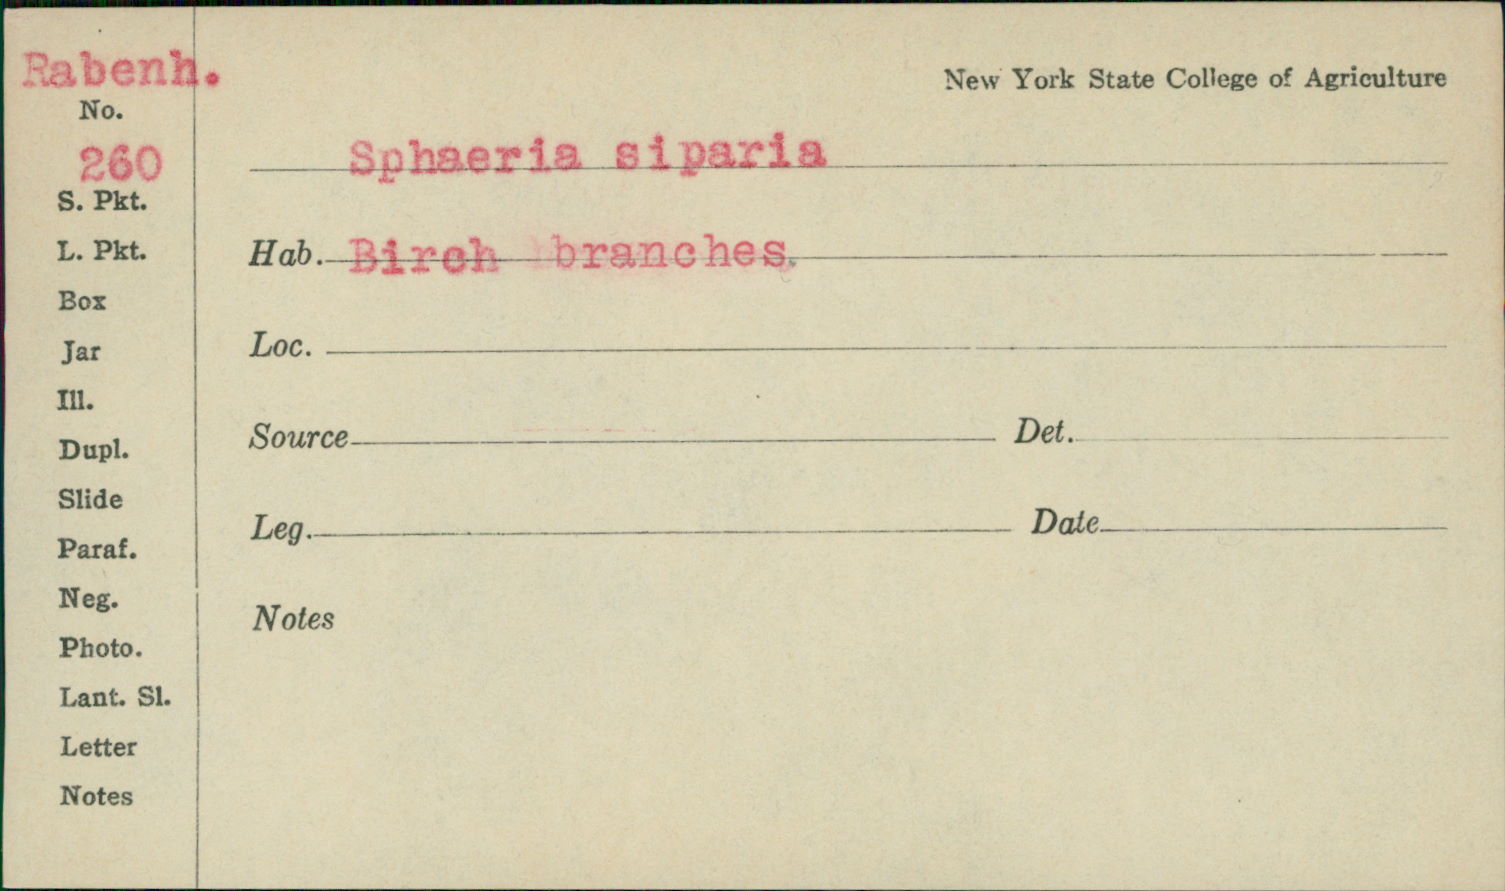 Rabenh.
New York State College of Agriculture
No.
260
Sphaeria siparia
S. Pkt.
L. Pkt.
Hab. Birch branches.
Box
Jar
Loc.
Ill.
Dupl.
Source Det.
Slide
Paraf.
Leg. Date
Neg.
Notes
Photo.
Lant. Sl.
Letter
Notes